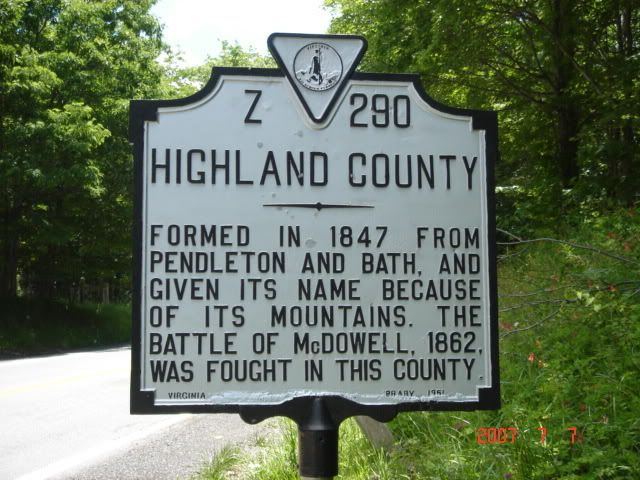 Z 290
HIGHLAND COUNTY
FORMED IN 1847 FROM
PENDLETON AND BATH, AND
GIVEN ITS NAME BECAUSE
OF ITS MOUNTAINS. THE
BATTLE OF McDOWELL, 1862,
WAS FOUGHT IN THIS COUNTY
VIRGINIA
2007 7 7